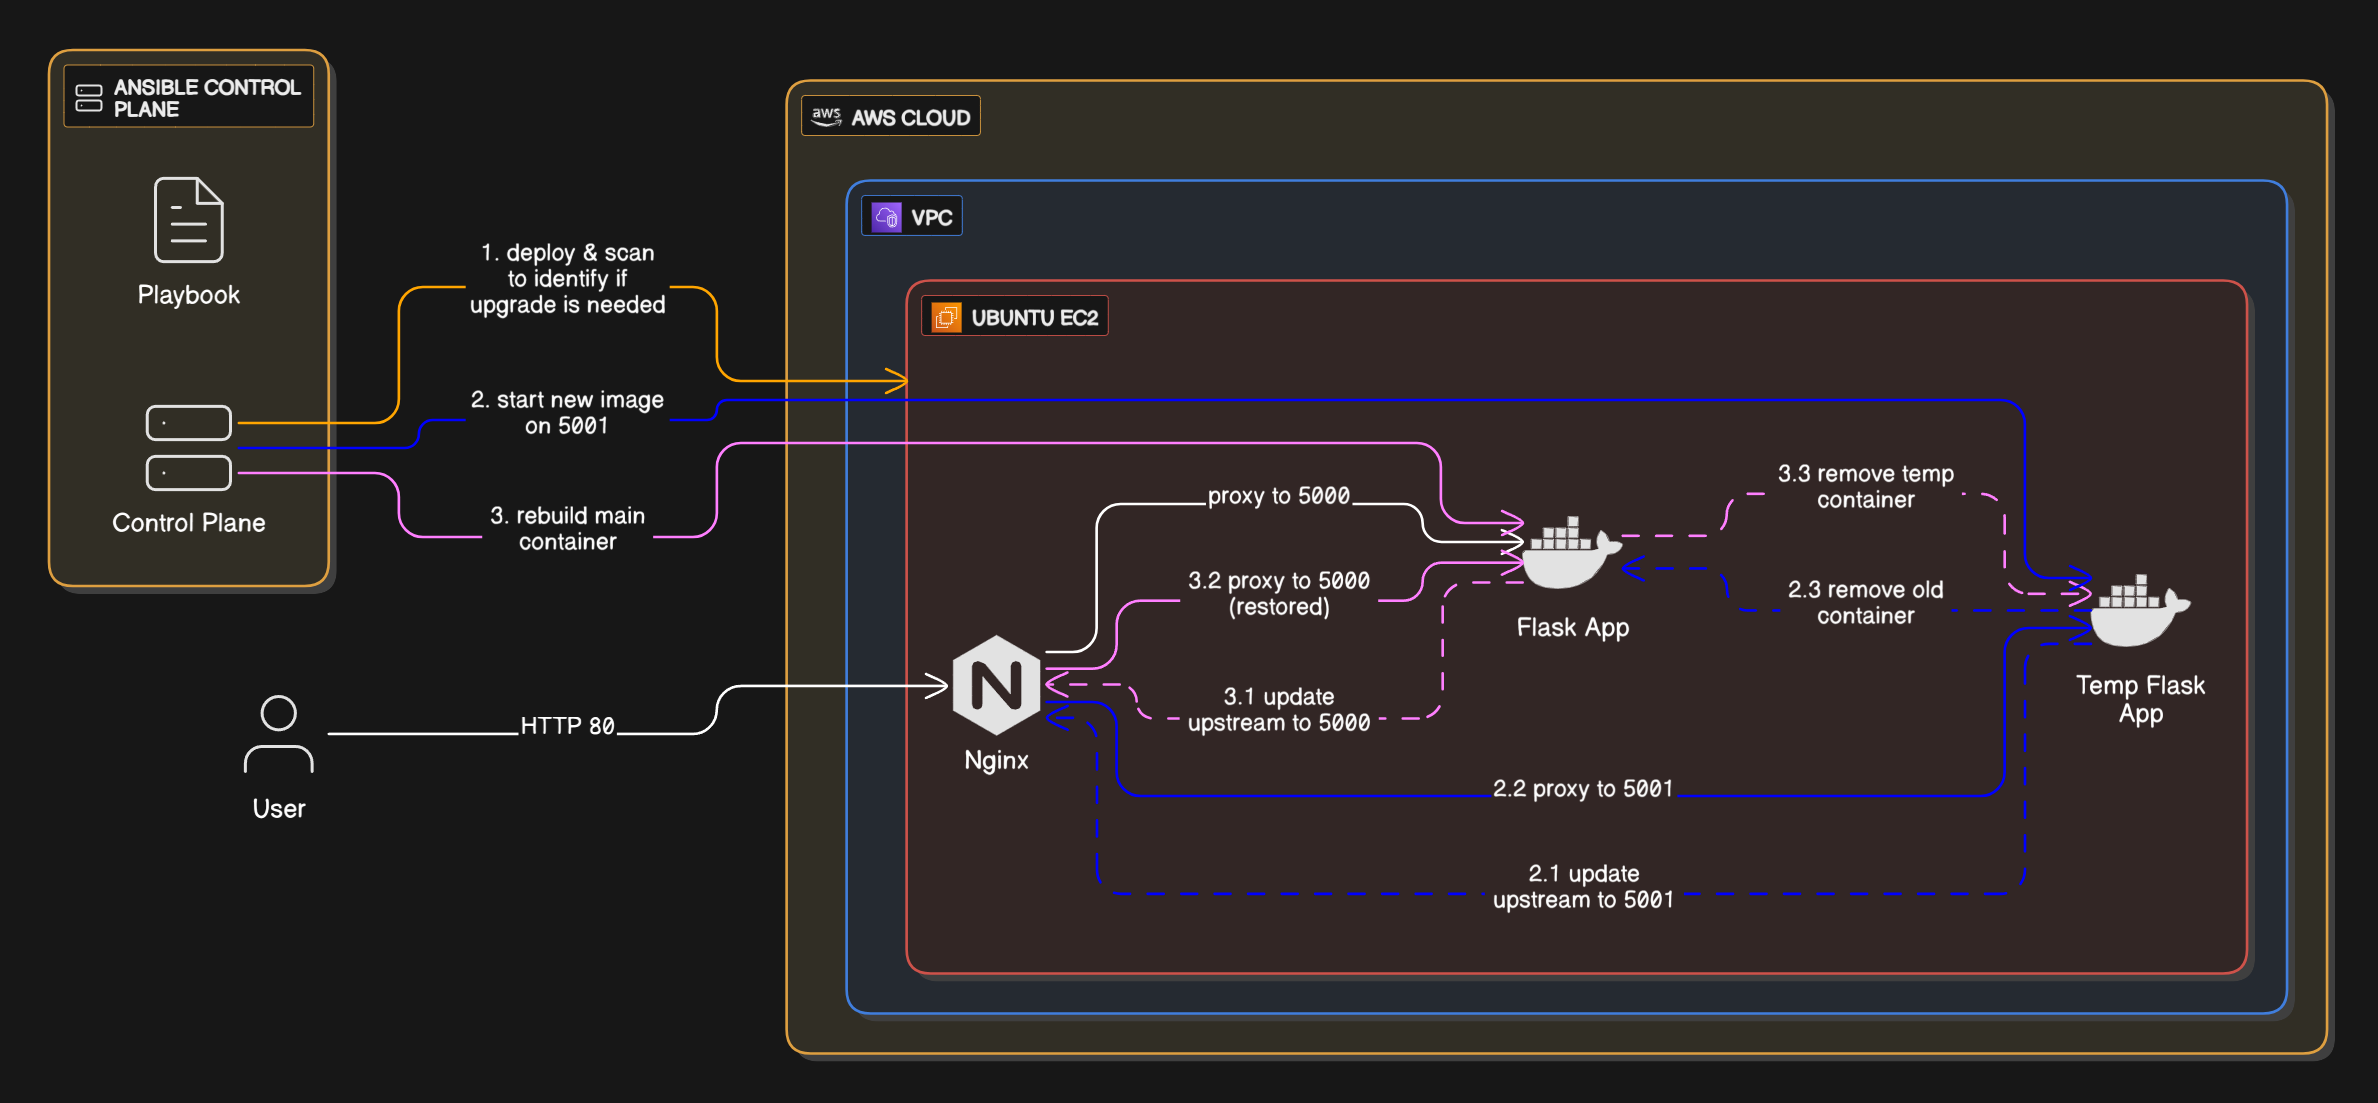 ANSIBLE CONTROL
PLANE
Playbook
Control Plane
1. deploy & scan
to identify if
upgrade is needed
2. start new image
on 5001
3. rebuild main
container
User
HTTP 80
aws
AWS CLOUD
VPC
UBUNTU EC2
proxy to 5000
3.2 proxy to 5000
(restored)
3.1 update
upstream to 5000
Nginx
Flask App
3.3 remove temp
container
2.3 remove old
container
Temp Flask
App
2.2 proxy to 5001
2.1 update
upstream to 5001